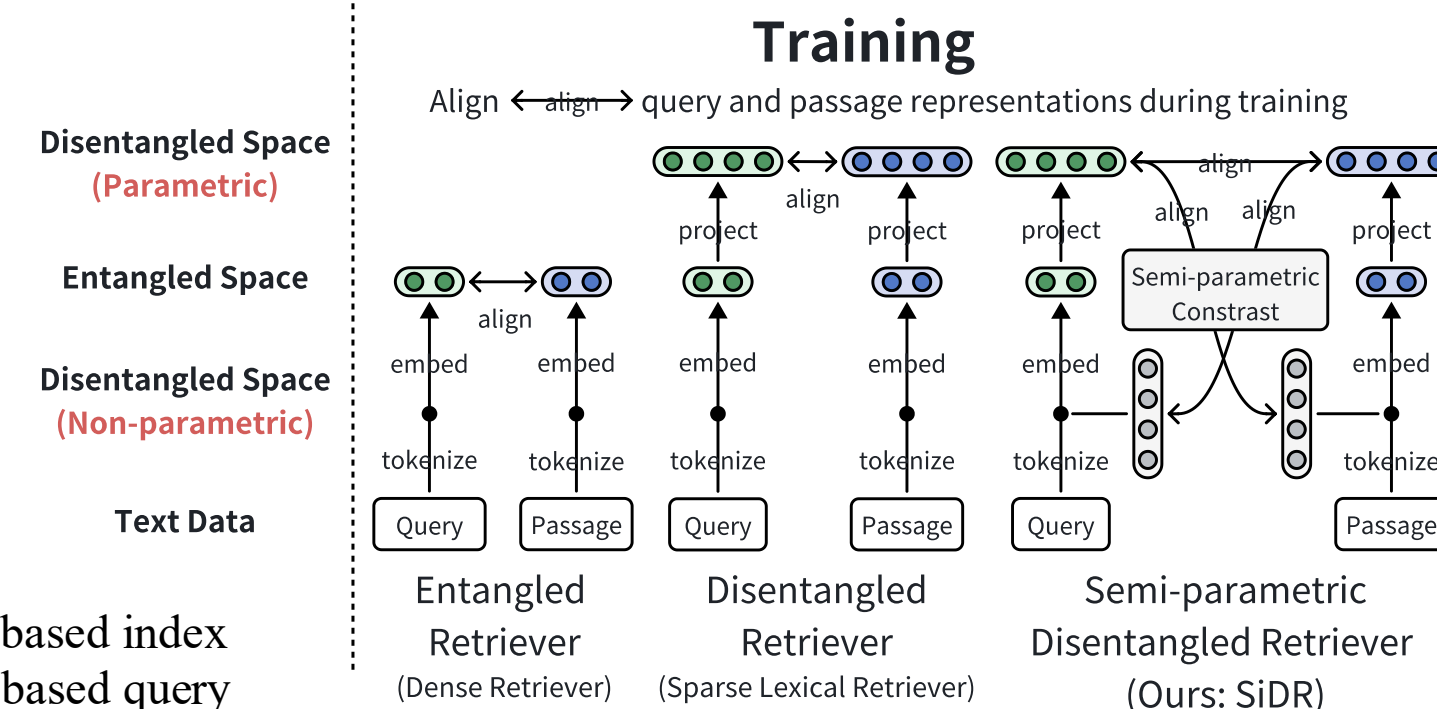 Training
Align align query and passage representations during training
Disentangled Space
(Parametric)
align
align
align align
project project project project
Entangled Space
Semi-parametric
Constrast
align
embed embed embed embed embed embed
Disentangled Space
(Non-parametric)
tokenize tokenize tokenize tokenize tokenize tokenize
Text Data
Query Passage Query Passage Query Passage
Entangled
Retriever
(Dense Retriever)
Disentangled
Retriever
(Sparse Lexical Retriever)
Semi-parametric
Disentangled Retriever
(Ours: SiDR)
based index
based query